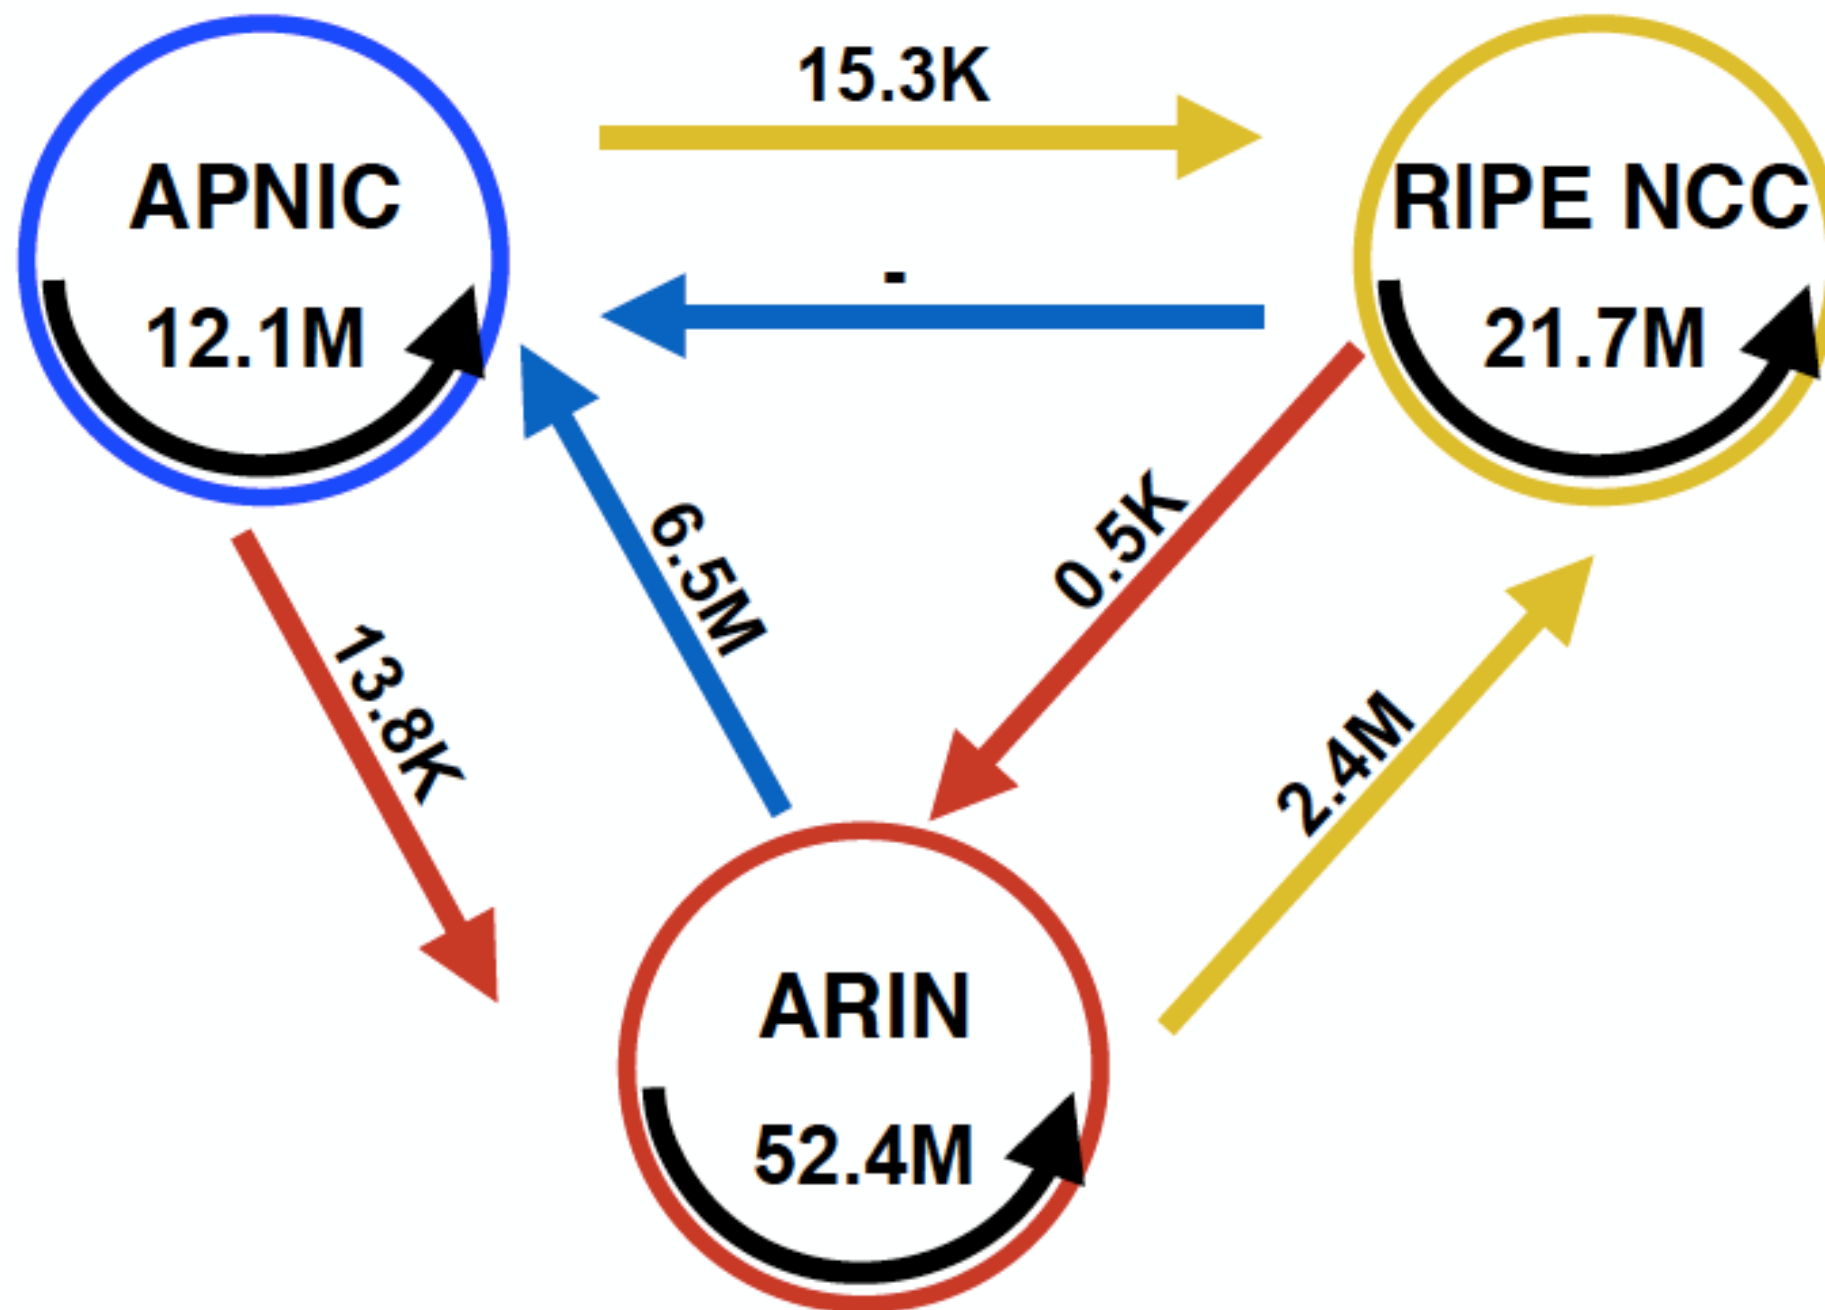 15.3K
APNIC
12.1M
RIPE NCC
21.7M
-
6.5M
0.5K
13.8K
2.4M
ARIN
52.4M